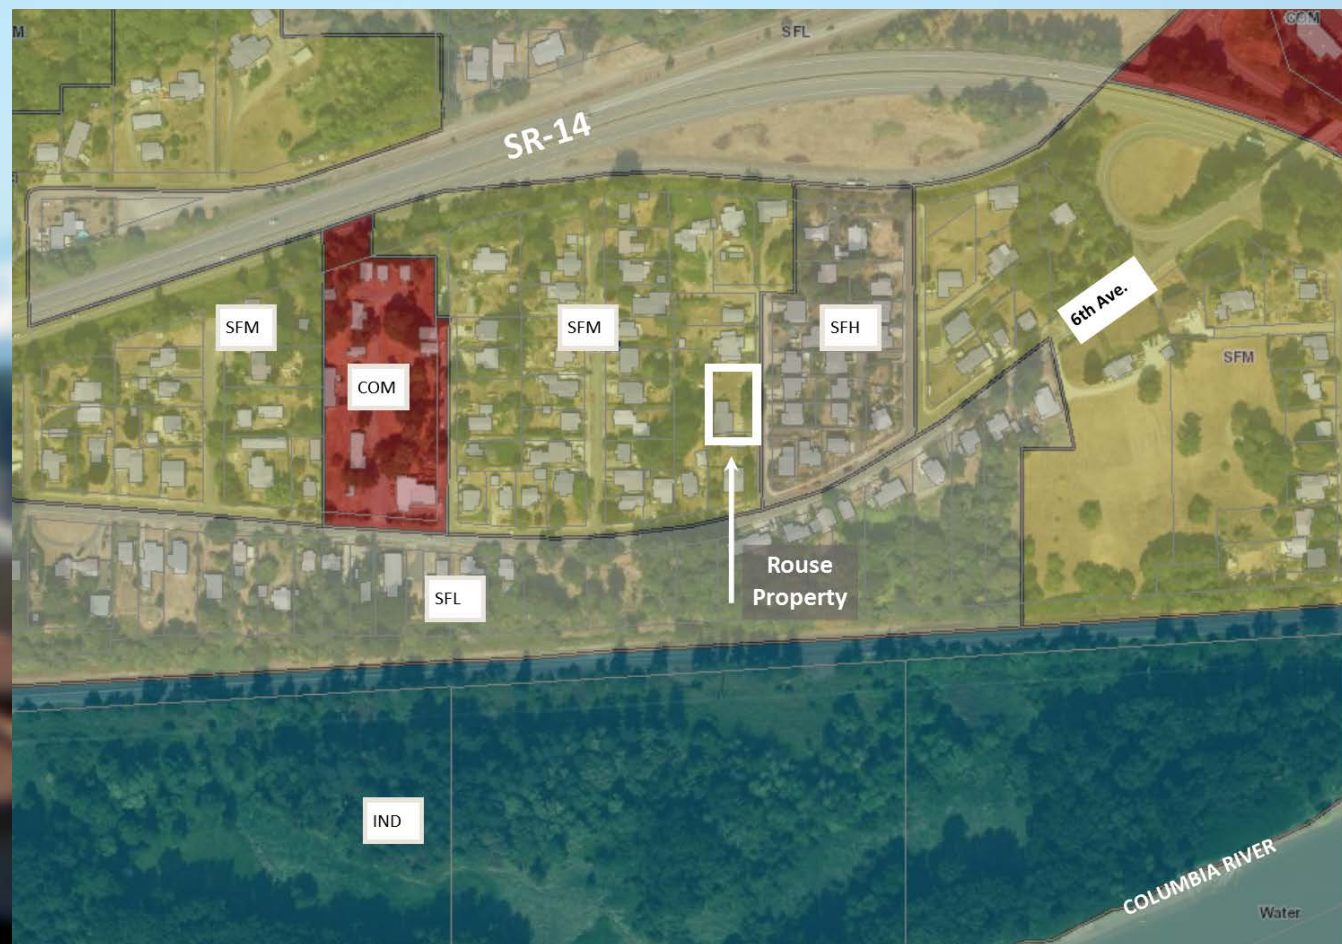 M
SFL
COM
SR-14
6th Ave.
SFM
SFM
SFH
SFM
COM
SFL
Rouse
Property
IND
COLUMBIA RIVER
Water